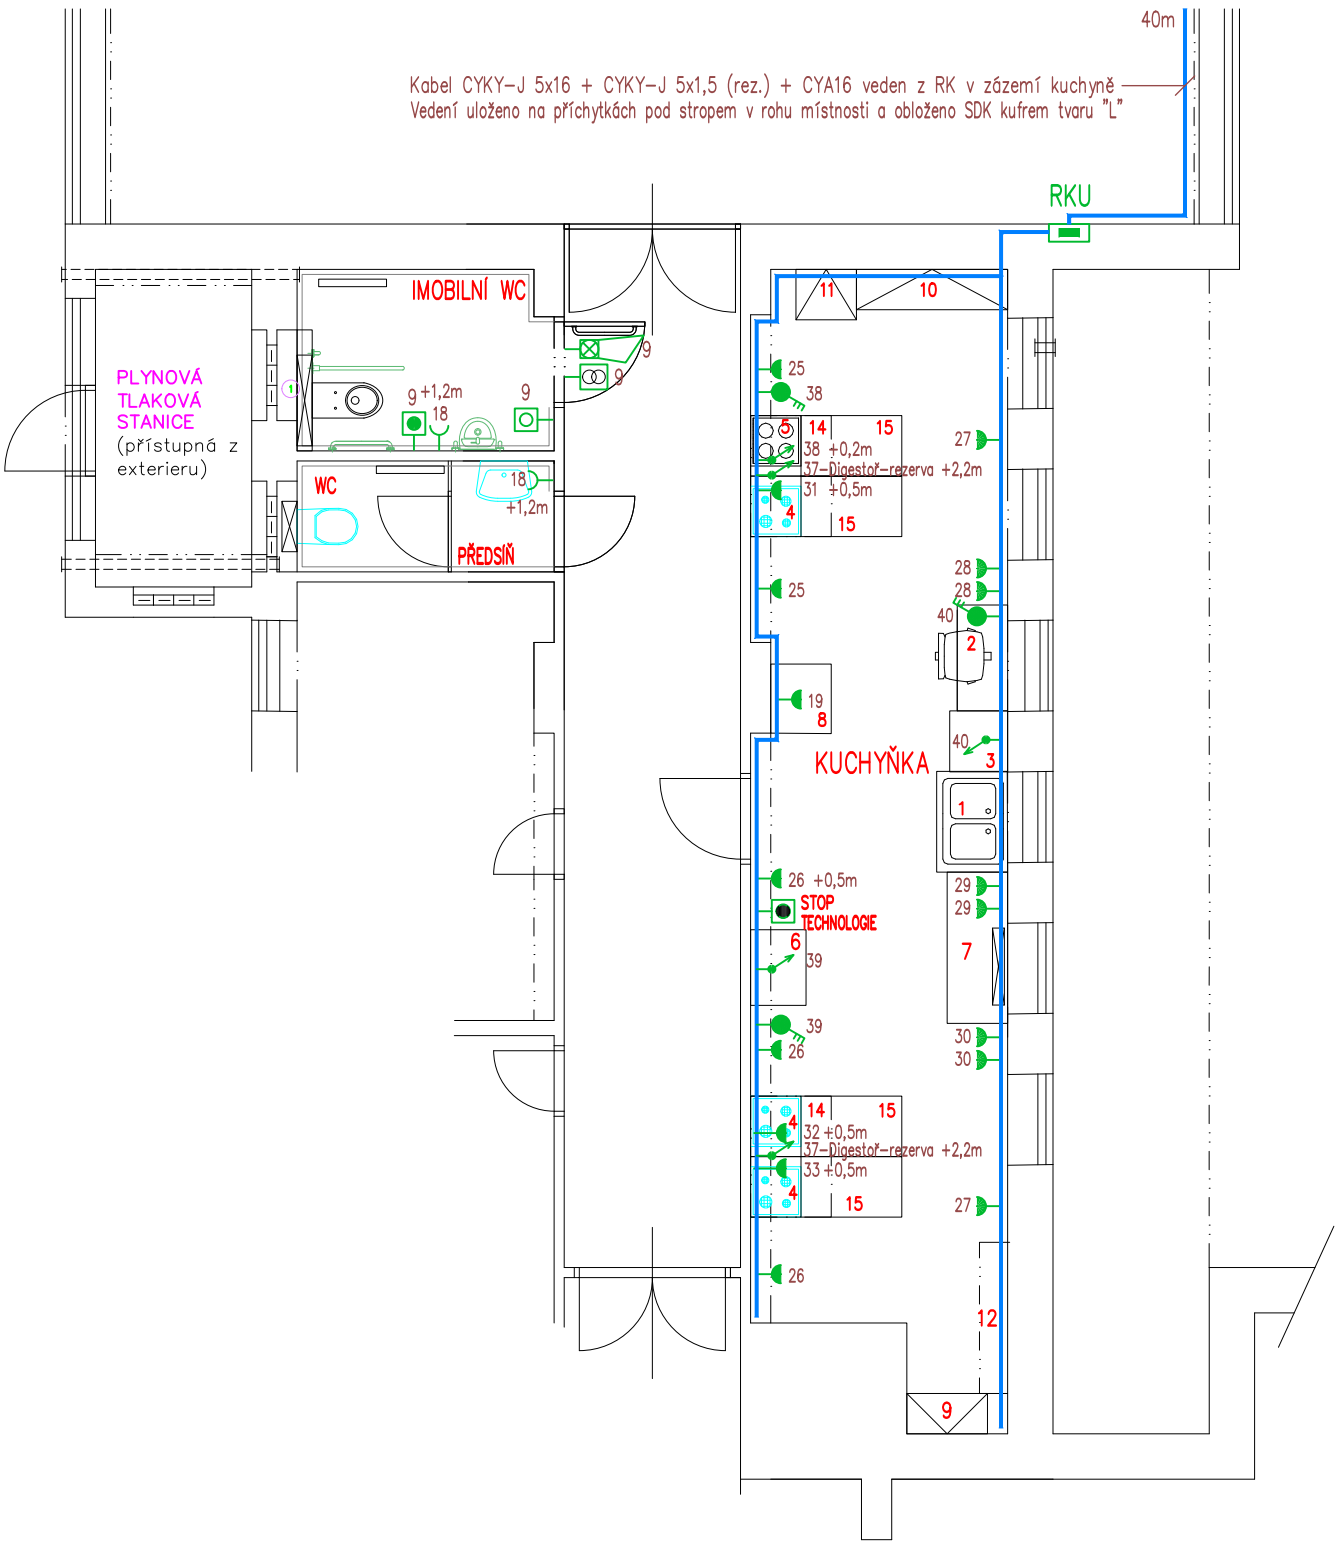 40m
Kabel CYKY-J 5x16 + CYKY-J 5x1,5 (rez.) + CYA16 veden z RK v zázemí kuchyně
Vedení uloženo na příchytkách pod stropem v rohu místnosti a obloženo SDK kufrem tvaru "L"
RKU
IMOBILNÍ WC
11
10
9
9
PLYNOVÁ
TLAKOVÁ
STANICE
(přístupná z
exterieru)
1
9
+1,2m
18
9
25
38
5
14
15
38 +0,2m
37-Digestoř-rezerva +2,2m
31 +0,5m
4
15
27
WC
18
+1,2m
PŘEDSÍŇ
25
28
28
40
2
19
8
40
3
KUCHYŇKA
1
26 +0,5m
STOP
TECHNOLOGIE
29
29
6
39
7
39
26
30
30
14
15
4
32 +0,5m
37-Digestoř-rezerva +2,2m
33 +0,5m
4
15
27
26
12
9